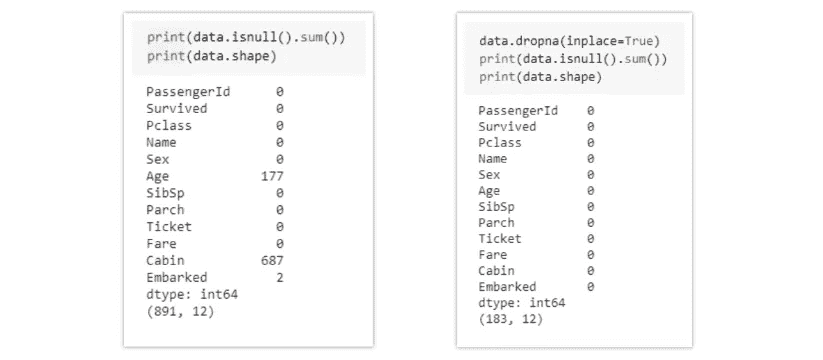 print(data.isnull().sum())
print(data.shape)
PassengerId 0
Survived 0
Pclass 0
Name 0
Sex 0
Age 177
SibSp 0
Parch 0
Ticket 0
Fare 0
Cabin 687
Embarked 2
dtype: int64
(891, 12)
data.dropna(inplace=True)
print(data.isnull().sum())
print(data.shape)
PassengerId 0
Survived 0
Pclass 0
Name 0
Sex 0
Age 0
SibSp 0
Parch 0
Ticket 0
Fare 0
Cabin 0
Embarked 0
dtype: int64
(183, 12)